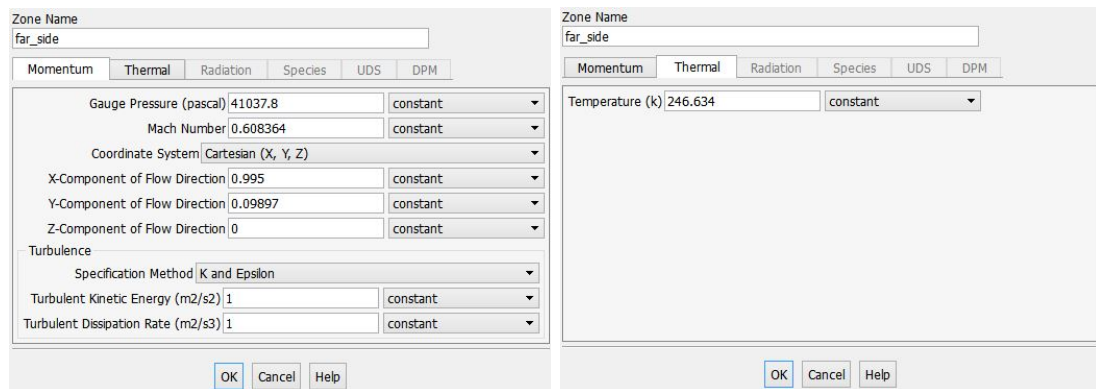 Zone Name
far_side
Momentum Thermal Radiation Species UDS DPM
Gauge Pressure (pascal) 41037.8 constant
Mach Number 0.608364 constant
Coordinate System Cartesian (X, Y, Z)
X-Component of Flow Direction 0.995 constant
Y-Component of Flow Direction 0.09897 constant
Z-Component of Flow Direction 0 constant
Turbulence
Specification Method K and Epsilon
Turbulent Kinetic Energy (m2/s2) 1 constant
Turbulent Dissipation Rate (m2/s3) 1 constant
OK Cancel Help
Zone Name
far_side
Momentum Thermal Radiation Species UDS DPM
Temperature (k) 246.634 constant
OK Cancel Help